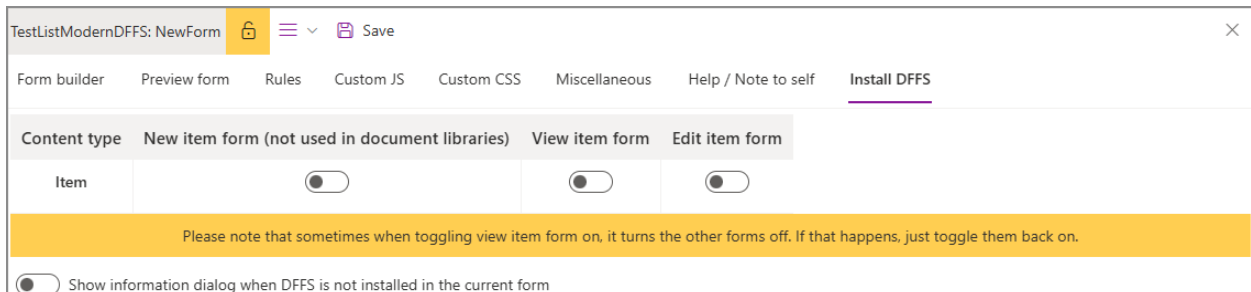 TestListModernDFFS: NewForm Save
Form builder Preview form Rules Custom JS Custom CSS Miscellaneous Help / Note to self Install DFFS
Content type New item form (not used in document libraries) View item form Edit item form
Item
Please note that sometimes when toggling view item form on, it turns the other forms off. If that happens, just toggle them back on.
Show information dialog when DFFS is not installed in the current form